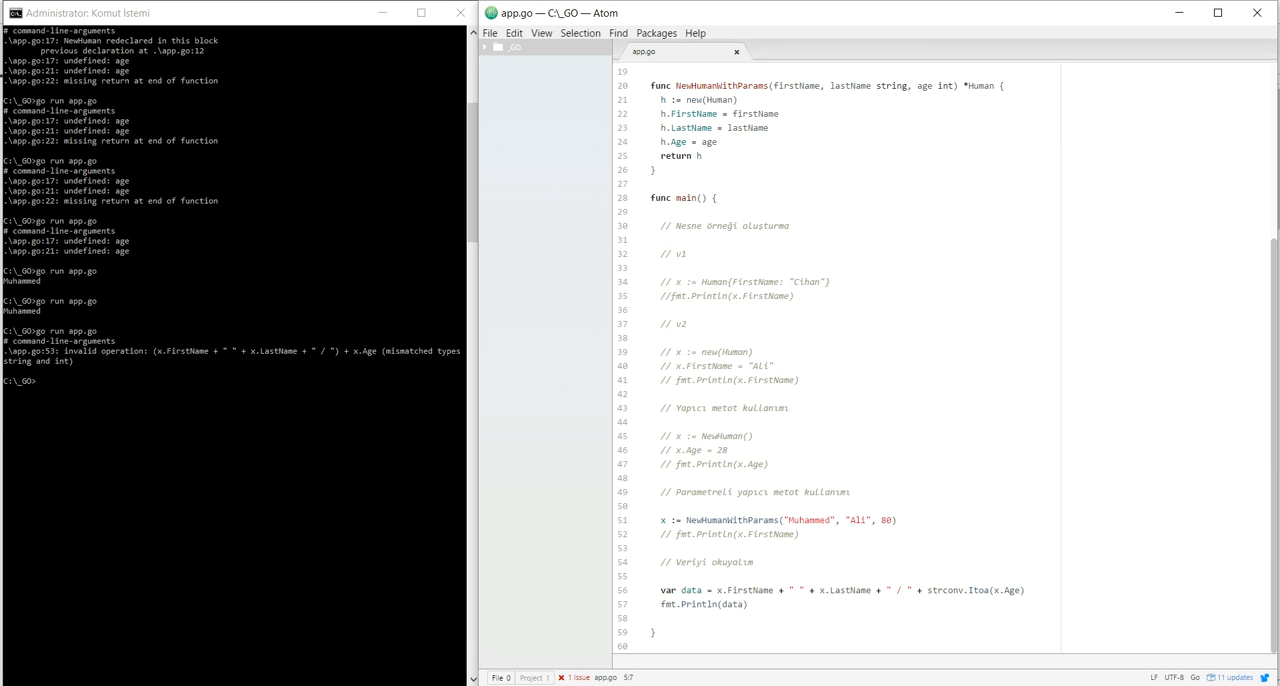 Administrator: Komut İstemi
# command-line-arguments
.\app.go:17: NewHuman redeclared in this block
previous declaration at .\app.go:12
.\app.go:17: undefined: age
.\app.go:21: undefined: age
.\app.go:22: missing return at end of function
C:\_GO>go run app.go
# command-line-arguments
.\app.go:17: undefined: age
.\app.go:21: undefined: age
.\app.go:22: missing return at end of function
C:\_GO>go run app.go
# command-line-arguments
.\app.go:17: undefined: age
.\app.go:21: undefined: age
.\app.go:22: missing return at end of function
C:\_GO>go run app.go
# command-line-arguments
.\app.go:17: undefined: age
.\app.go:21: undefined: age
C:\_GO>go run app.go
Muhammed
C:\_GO>go run app.go
Muhammed
C:\_GO>go run app.go
# command-line-arguments
.\app.go:53: invalid operation: (x.FirstName + " " + x.LastName + " / ") + x.Age (mismatched types
string and int)
C:\_GO>
app.go — C:\_GO — Atom
File Edit View Selection Find Packages Help
_GO
app.go
19
20 func NewHumanWithParams(firstName, lastName string, age int) *Human {
21 h := new(Human)
22 h.FirstName = firstName
23 h.LastName = lastName
24 h.Age = age
25 return h
26 }
27
28 func main() {
29
30 // Nesne örneği oluşturma
31
32 // v1
33
34 // x := Human{FirstName: "Cihan"}
35 //fmt.Println(x.FirstName)
36
37 // v2
38
39 // x := new(Human)
40 // x.FirstName = "Ali"
41 // fmt.Println(x.FirstName)
42
43 // Yapıcı metot kullanımı
44
45 // x := NewHuman()
46 // x.Age = 28
47 // fmt.Println(x.Age)
48
49 // Parametreli yapıcı metot kullanımı
50
51 x := NewHumanWithParams("Muhammed", "Ali", 80)
52 // fmt.Println(x.FirstName)
53
54 // Veriyi okuyalım
55
56 var data = x.FirstName + " " + x.LastName + " / " + strconv.Itoa(x.Age)
57 fmt.Println(data)
58
59 }
60
File 0 Project 1 1 Issue app.go 5:7 LF UTF-8 Go 11 updates